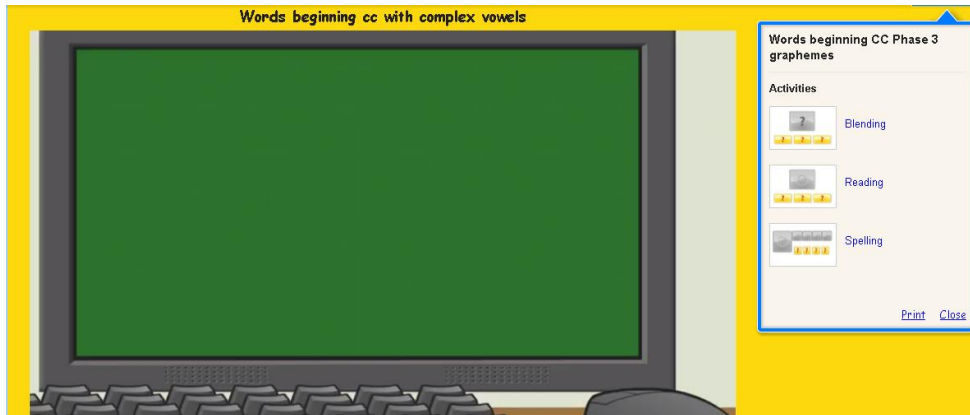 Words beginning cc with complex vowels
Words beginning CC Phase 3
graphemes
Activities
Blending
Reading
Spelling
Print Close